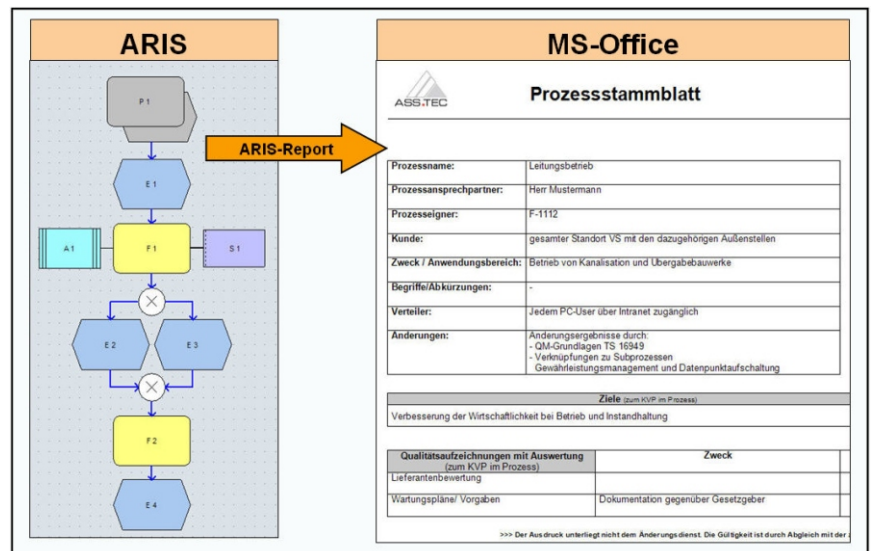 ARIS
P 1
E 1
A 1
F 1
S 1
E 2
E 3
F 2
E 4
ARIS-Report
MS-Office
ASS.TEC
Prozessstammblatt
Prozessname: Leitungsbetrieb
Prozessansprechpartner: Herr Mustermann
Prozesseigner: F-1112
Kunde: gesamter Standort VS mit den dazugehörigen Außenstellen
Zweck / Anwendungsbereich: Betrieb von Kanalisation und Übergabebauwerke
Begriffe/Abkürzungen: -
Verteiler: Jedem PC-User über Intranet zugänglich
Änderungen: Änderungsergebnisse durch:
- QM-Grundlagen TS 16949
- Verknüpfungen zu Subprozessen
Gewährleistungsmanagement und Datenpunktaufschaltung
Ziele (zum KVP im Prozess)
Verbesserung der Wirtschaftlichkeit bei Betrieb und Instandhaltung
Qualitätsaufzeichnungen mit Auswertung Zweck
(zum KVP im Prozess)
Lieferantenbewertung
Wartungspläne/ Vorgaben Dokumentation gegenüber Gesetzgeber
>>> Der Ausdruck unterliegt nicht dem Änderungsdienst. Die Gültigkeit ist durch Abgleich mit der